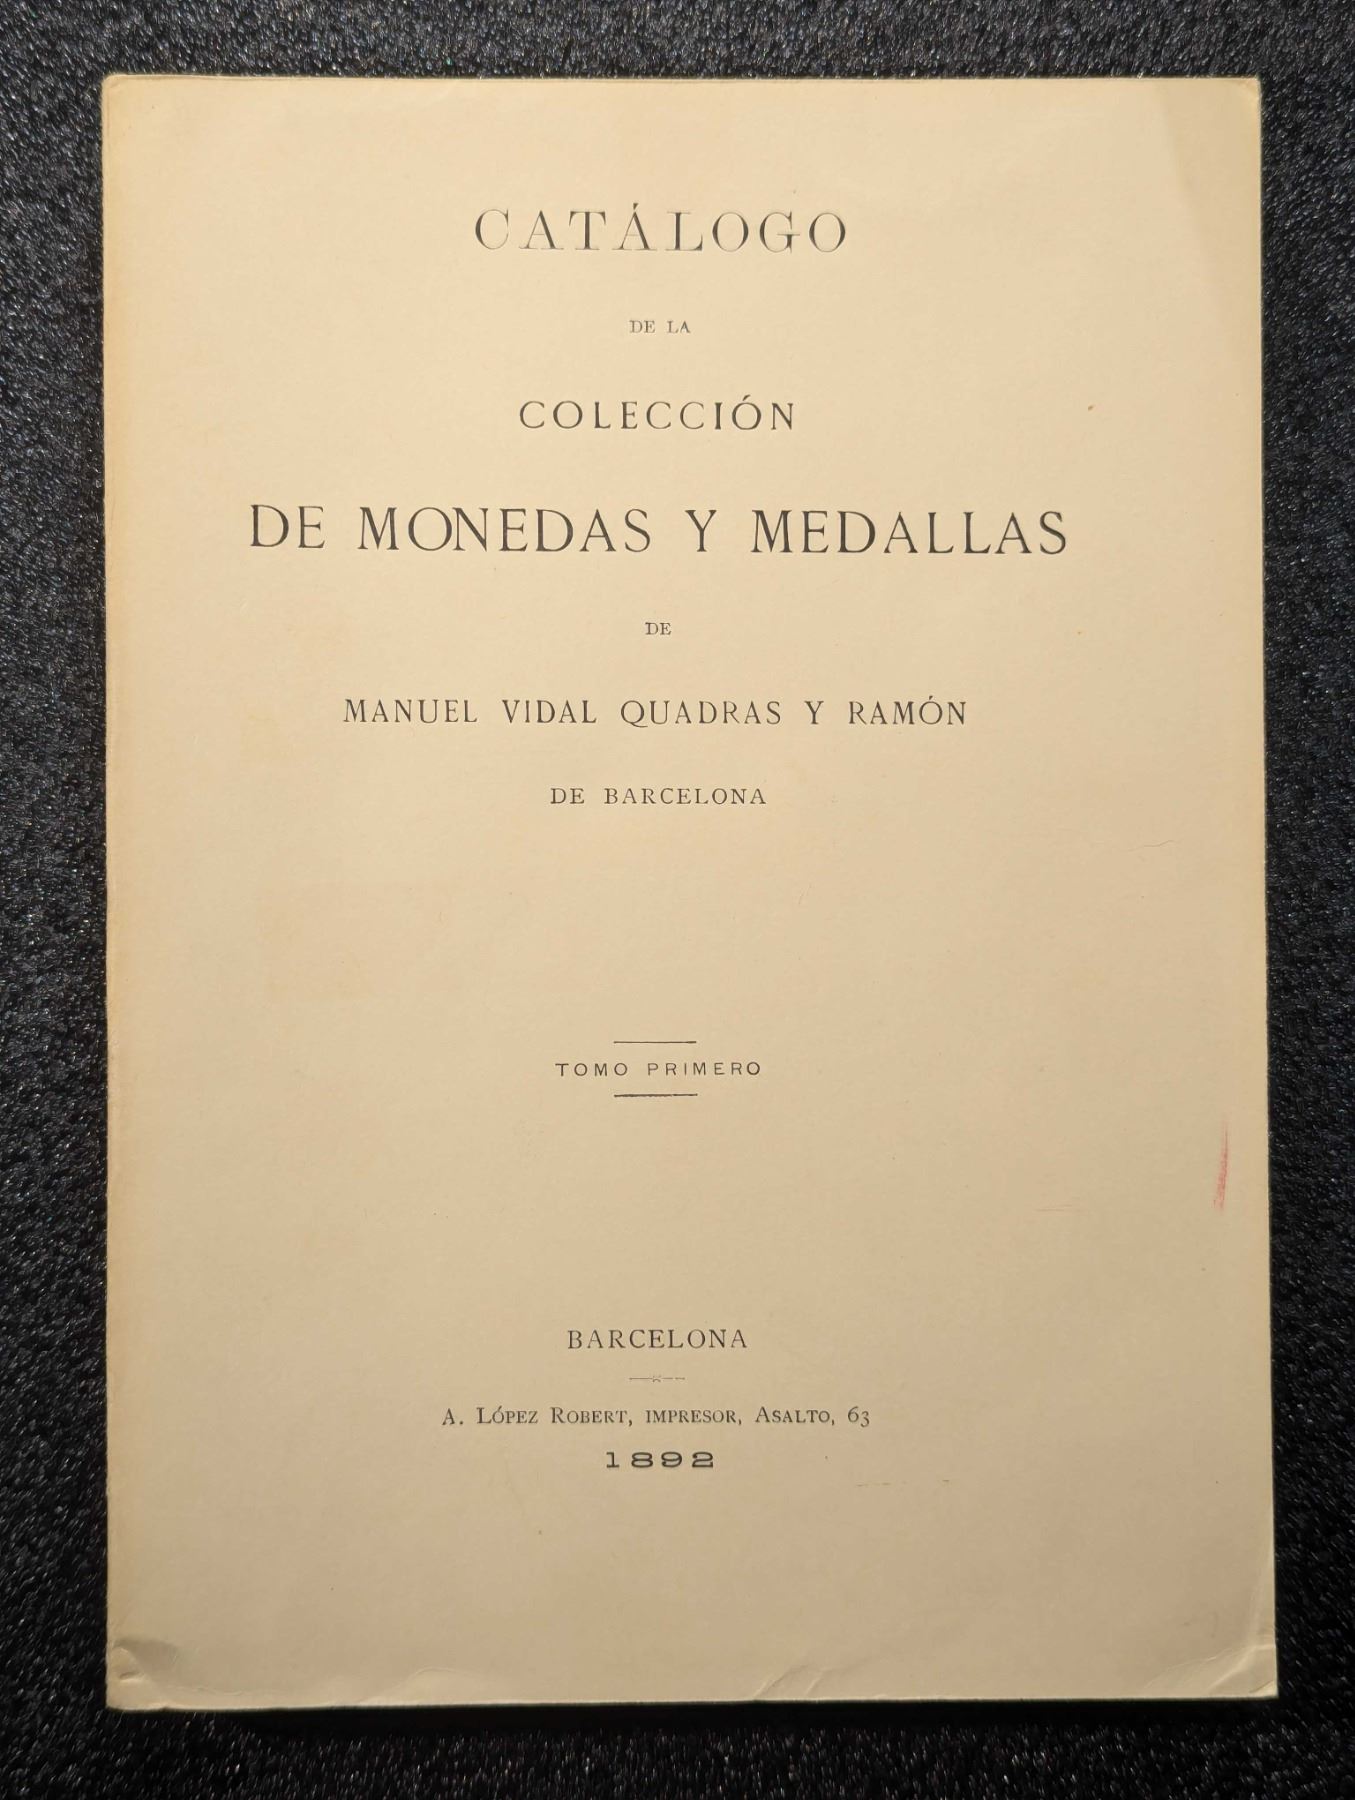 CATÁLOGO
DE LA
COLECCIÓN
DE MONEDAS Y MEDALLAS
DE
MANUEL VIDAL QUADRAS Y RAMÓN
DE BARCELONA
TOMO PRIMERO
BARCELONA
A. LÓPEZ ROBERT, IMPRESOR, ASALTO, 63
1892